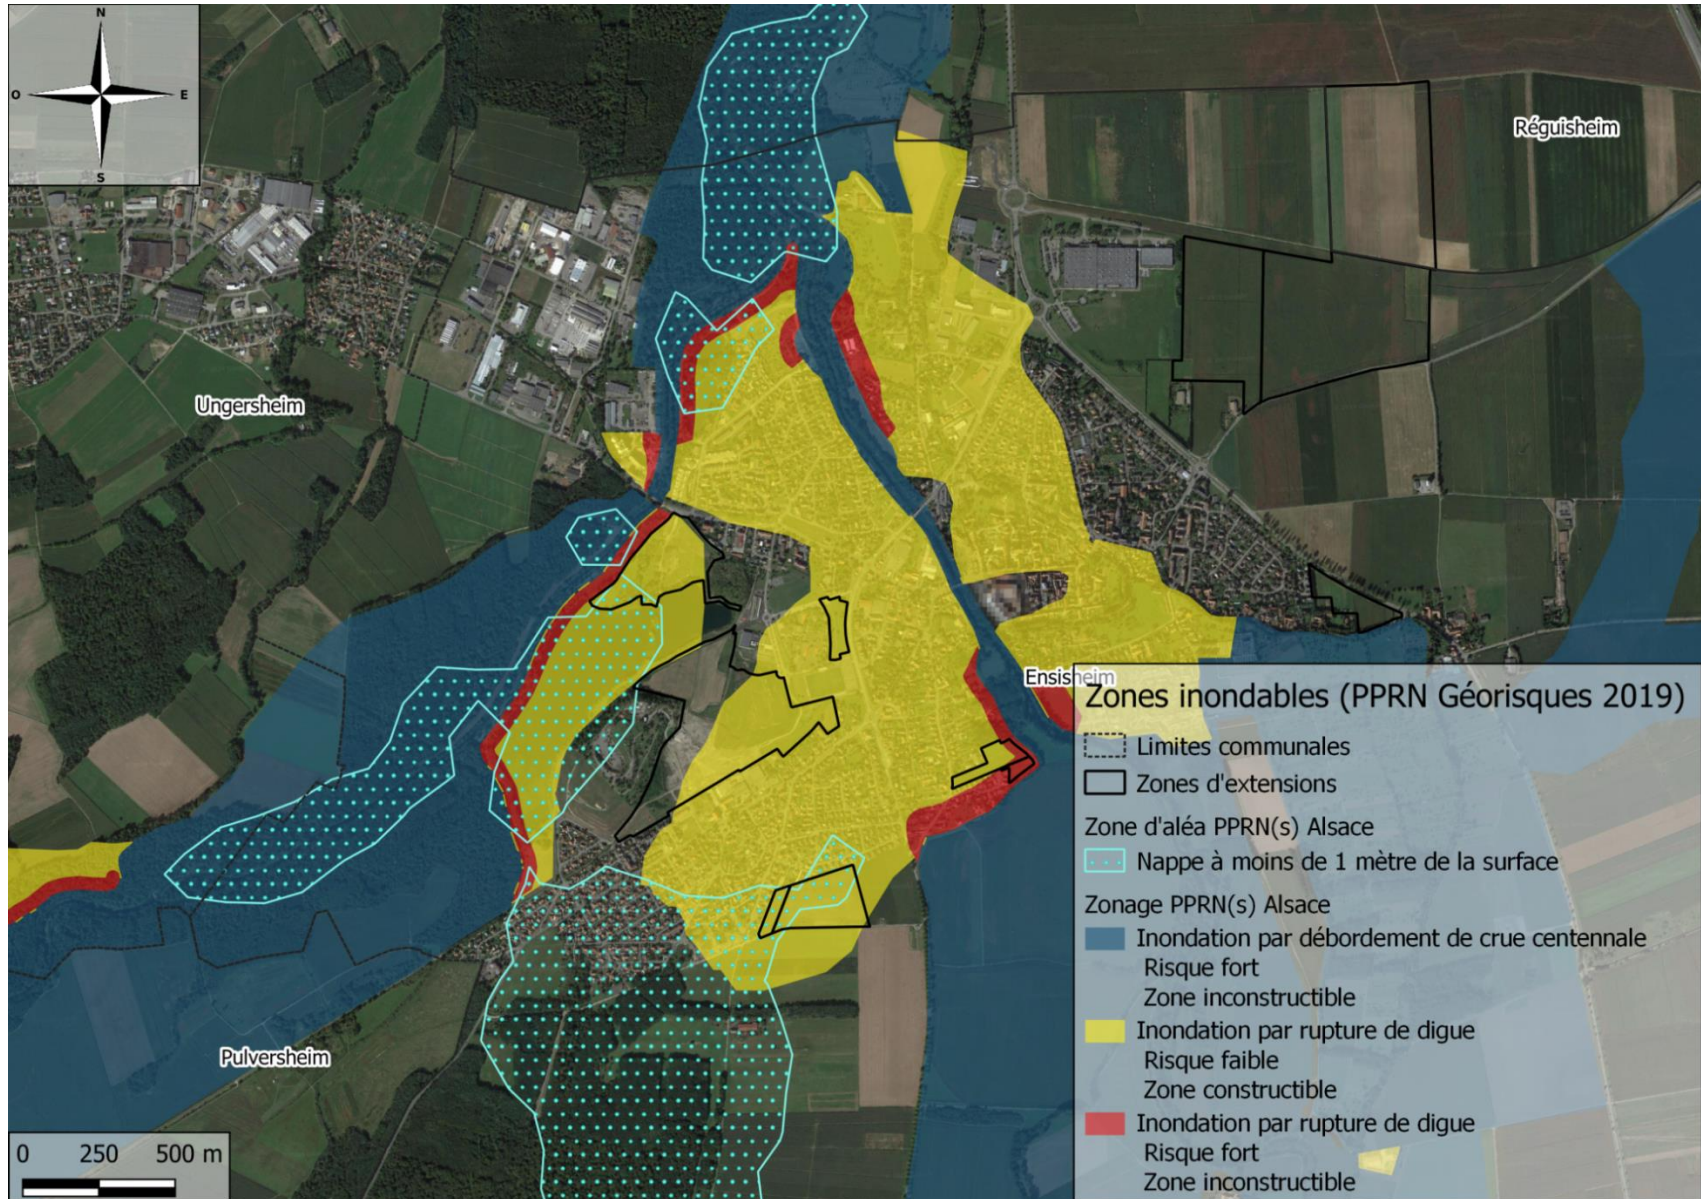 N
O
E
S
Réguisheim
Ungersheim
Ensisheim
Pulversheim
Zones inondables (PPRN Géorisques 2019)
Limites communales
Zones d'extensions
Zone d'aléa PPRN(s) Alsace
Nappe à moins de 1 mètre de la surface
Zonage PPRN(s) Alsace
Inondation par débordement de crue centennale
Risque fort
Zone inconstructible
Inondation par rupture de digue
Risque faible
Zone constructible
Inondation par rupture de digue
Risque fort
Zone inconstructible
0 250 500 m